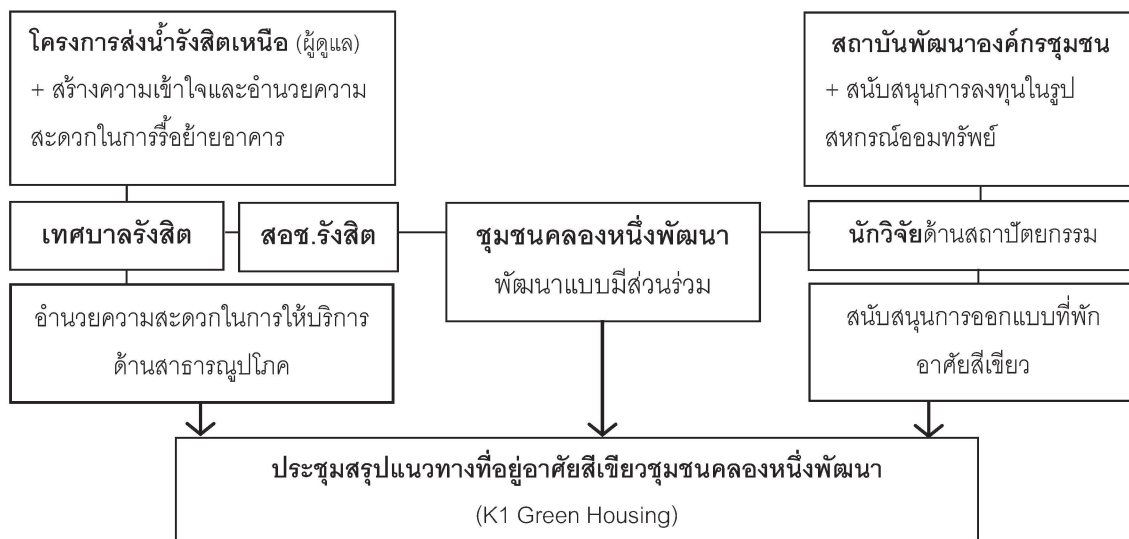 โครงการส่งน้ำรังสิตเหนือ (ผู้ดูแล)
+ สร้างความเข้าใจและอำนวยความ
สะดวกในการรื้อย้ายอาคาร
สถาบันพัฒนาองค์กรชุมชน
+ สนับสนุนการลงทุนในรูป
สหกรณ์ออมทรัพย์
เทศบาลรังสิต
สอช.รังสิต
ชุมชนคลองหนึ่งพัฒนา
พัฒนาแบบมีส่วนร่วม
นักวิจัยด้านสถาปัตยกรรม
อำนวยความสะดวกในการให้บริการ
ด้านสาธารณูปโภค
สนับสนุนการออกแบบที่พัก
อาศัยสีเขียว
ประชุมสรุปแนวทางที่อยู่อาศัยสีเขียวชุมชนคลองหนึ่งพัฒนา
(K1 Green Housing)